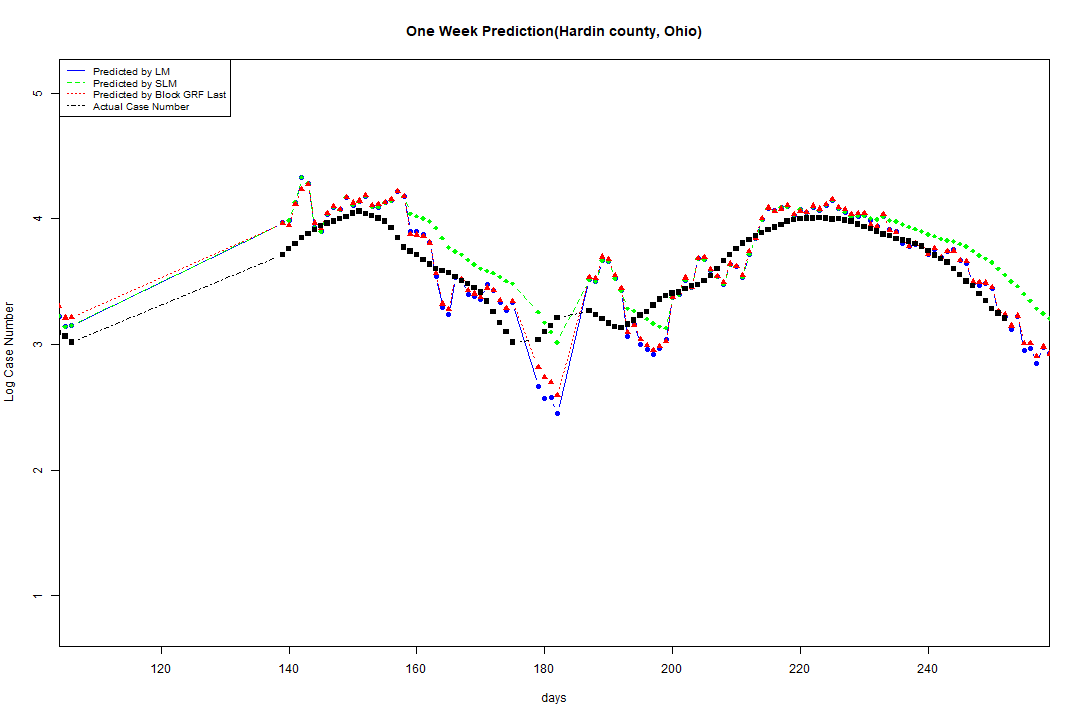 One Week Prediction(Hardin county, Ohio)
Predicted by LM
Predicted by SLM
Predicted by Block GRF Last
Actual Case Number
5
4
3
2
1
Log Case Number
120 140 160 180 200 220 240
days